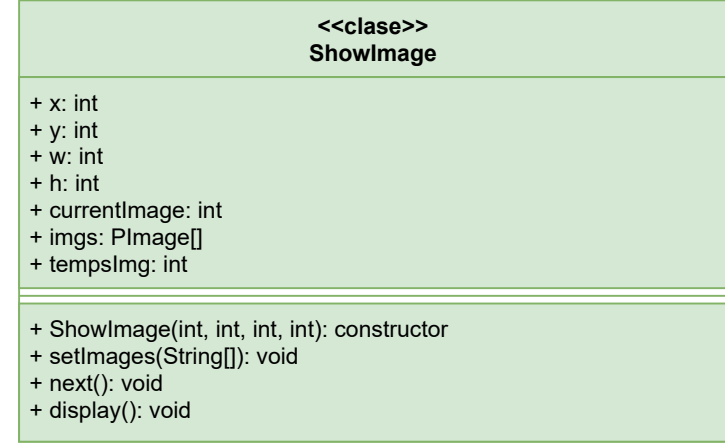 <<clase>>
ShowImage
+ x: int
+ y: int
+ w: int
+ h: int
+ currentImage: int
+ imgs: PImage[]
+ tempsImg: int
+ ShowImage(int, int, int, int): constructor
+ setImages(String[]): void
+ next(): void
+ display(): void